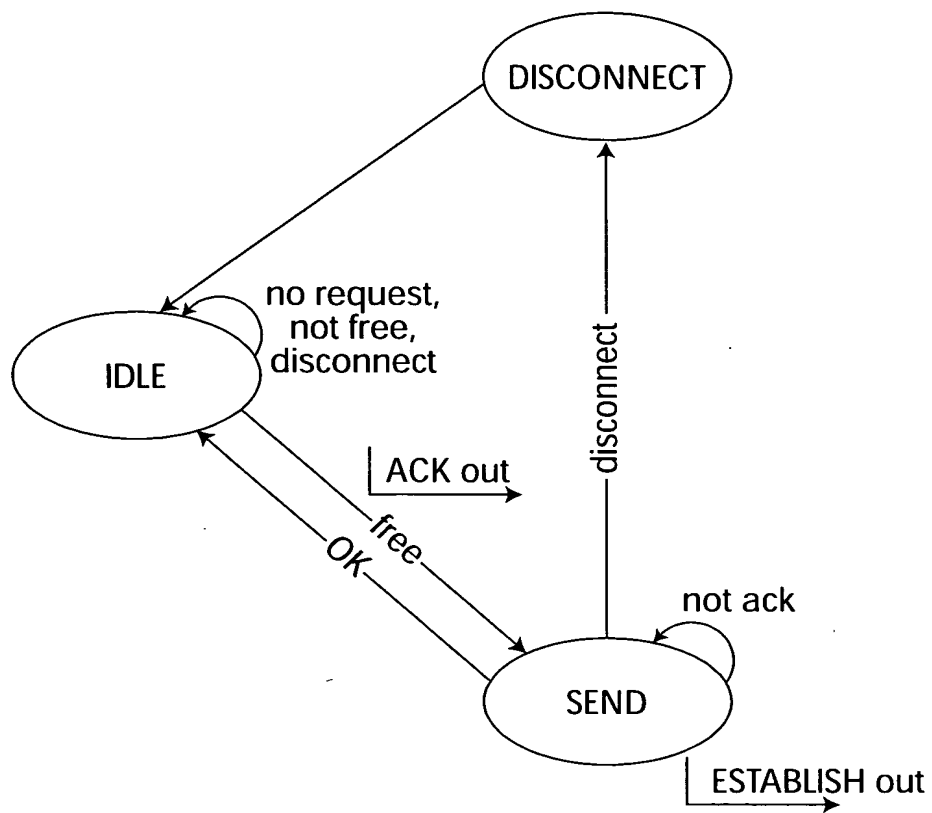 DISCONNECT
no request,
not free,
disconnect
IDLE
disconnect
ACK out
free
OK
not ack
SEND
ESTABLISH out